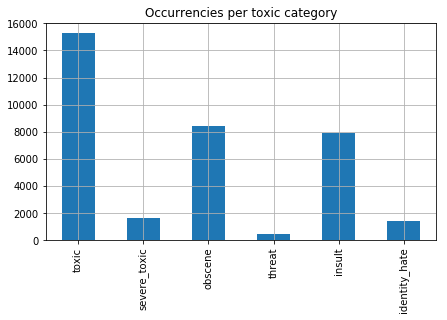 Occurrencies per toxic category
16000
14000
12000
10000
8000
6000
4000
2000
0
toxic
severe_toxic
obscene
threat
insult
identity_hate